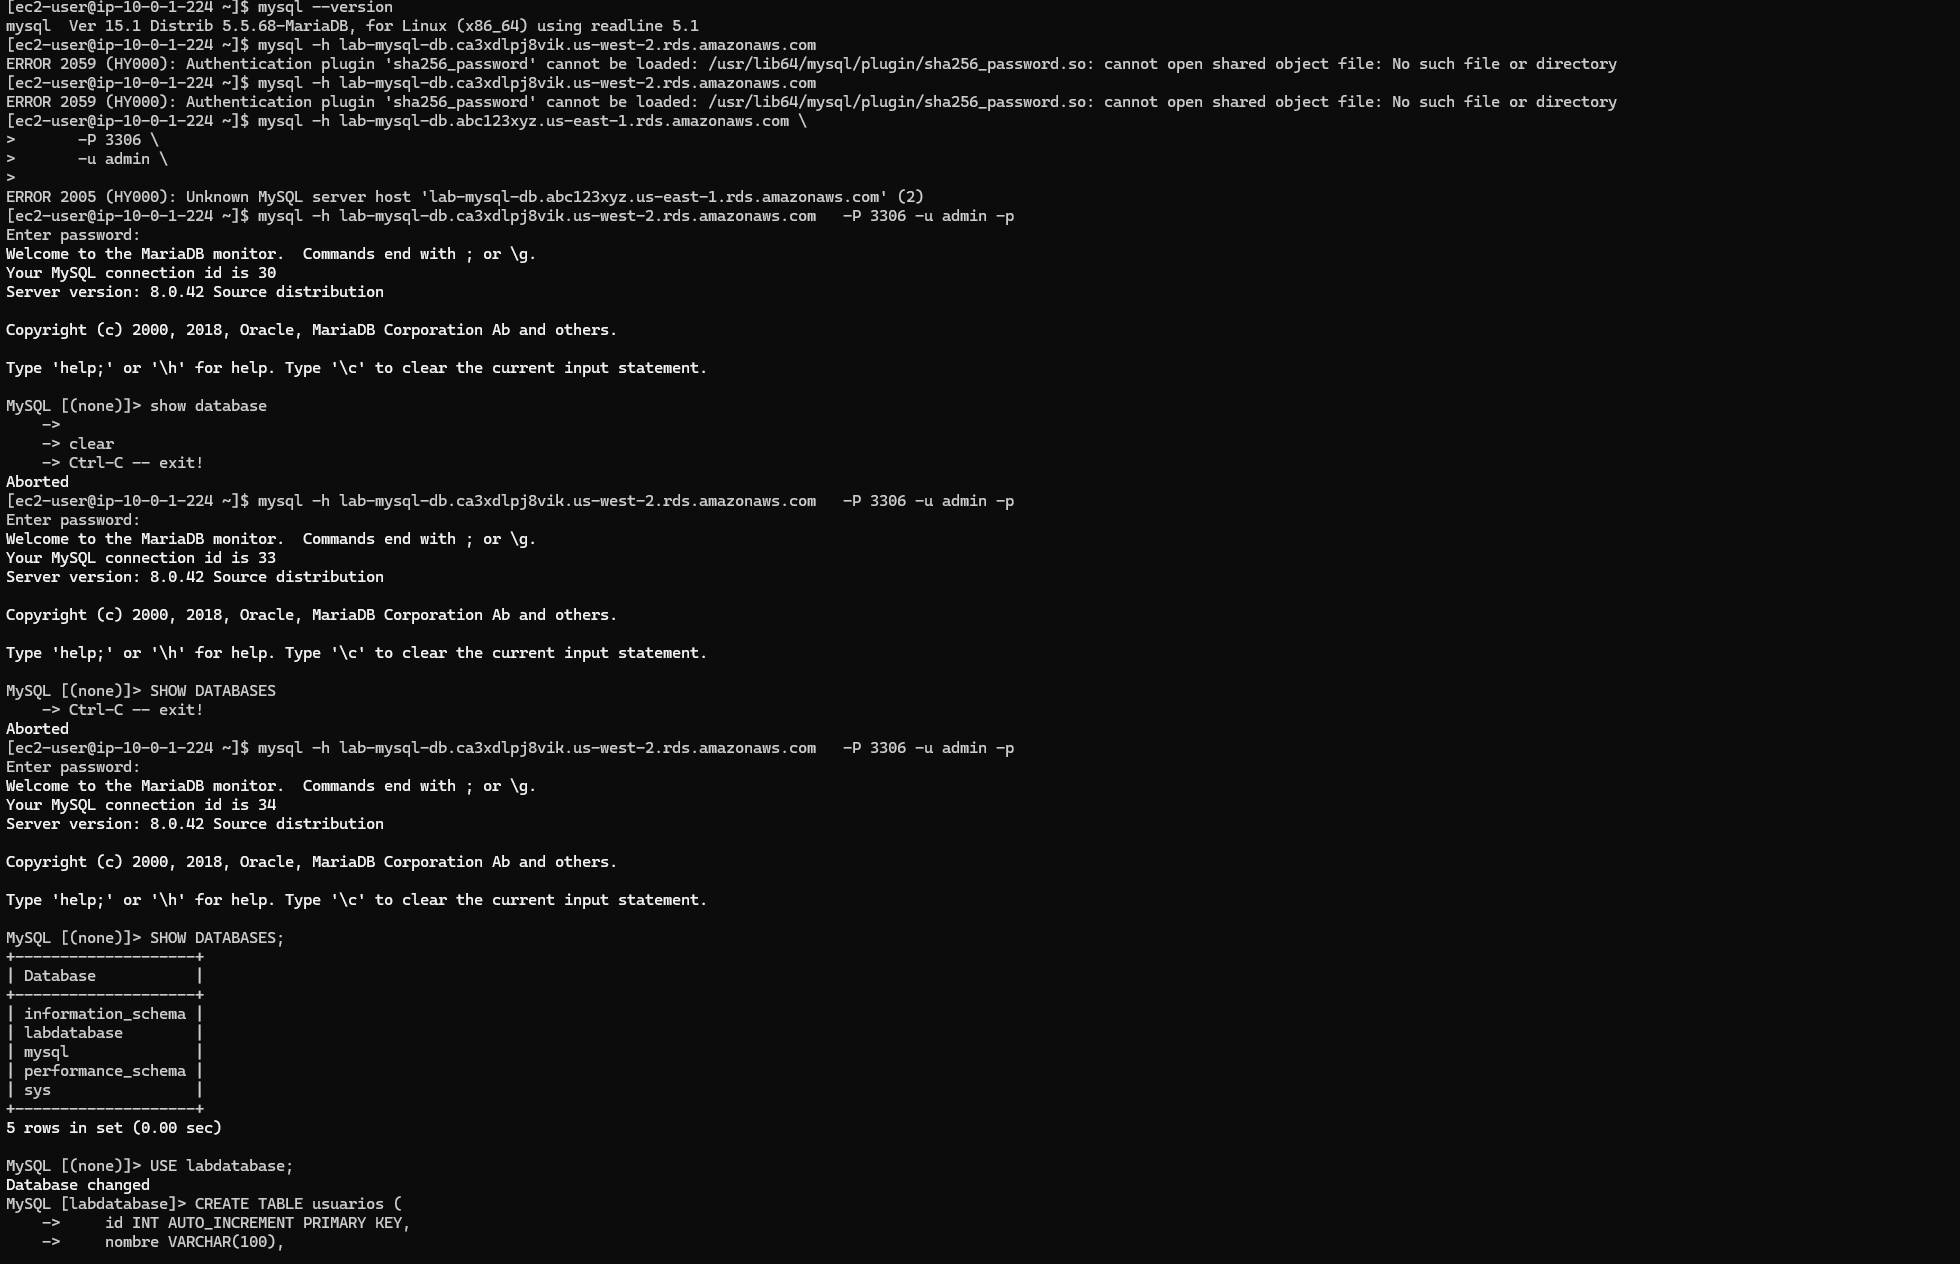 [ec2-user@ip-10-0-1-224 ~]$ mysql --version
mysql  Ver 15.1 Distrib 5.5.68-MariaDB, for Linux (x86_64) using readline 5.1
[ec2-user@ip-10-0-1-224 ~]$ mysql -h lab-mysql-db.ca3xdlpj8vik.us-west-2.rds.amazonaws.com
ERROR 2059 (HY000): Authentication plugin 'sha256_password' cannot be loaded: /usr/lib64/mysql/plugin/sha256_password.so: cannot open shared object file: No such file or directory
[ec2-user@ip-10-0-1-224 ~]$ mysql -h lab-mysql-db.ca3xdlpj8vik.us-west-2.rds.amazonaws.com
ERROR 2059 (HY000): Authentication plugin 'sha256_password' cannot be loaded: /usr/lib64/mysql/plugin/sha256_password.so: cannot open shared object file: No such file or directory
[ec2-user@ip-10-0-1-224 ~]$ mysql -h lab-mysql-db.abc123xyz.us-east-1.rds.amazonaws.com \
>       -P 3306 \
>       -u admin \
>
ERROR 2005 (HY000): Unknown MySQL server host 'lab-mysql-db.abc123xyz.us-east-1.rds.amazonaws.com' (2)
[ec2-user@ip-10-0-1-224 ~]$ mysql -h lab-mysql-db.ca3xdlpj8vik.us-west-2.rds.amazonaws.com   -P 3306 -u admin -p
Enter password:
Welcome to the MariaDB monitor.  Commands end with ; or \g.
Your MySQL connection id is 30
Server version: 8.0.42 Source distribution

Copyright (c) 2000, 2018, Oracle, MariaDB Corporation Ab and others.

Type 'help;' or '\h' for help. Type '\c' to clear the current input statement.

MySQL [(none)]> show database
    ->
    -> clear
    -> Ctrl-C -- exit!
Aborted
[ec2-user@ip-10-0-1-224 ~]$ mysql -h lab-mysql-db.ca3xdlpj8vik.us-west-2.rds.amazonaws.com   -P 3306 -u admin -p
Enter password:
Welcome to the MariaDB monitor.  Commands end with ; or \g.
Your MySQL connection id is 33
Server version: 8.0.42 Source distribution

Copyright (c) 2000, 2018, Oracle, MariaDB Corporation Ab and others.

Type 'help;' or '\h' for help. Type '\c' to clear the current input statement.

MySQL [(none)]> SHOW DATABASES
    -> Ctrl-C -- exit!
Aborted
[ec2-user@ip-10-0-1-224 ~]$ mysql -h lab-mysql-db.ca3xdlpj8vik.us-west-2.rds.amazonaws.com   -P 3306 -u admin -p
Enter password:
Welcome to the MariaDB monitor.  Commands end with ; or \g.
Your MySQL connection id is 34
Server version: 8.0.42 Source distribution

Copyright (c) 2000, 2018, Oracle, MariaDB Corporation Ab and others.

Type 'help;' or '\h' for help. Type '\c' to clear the current input statement.

MySQL [(none)]> SHOW DATABASES;
+--------------------+
| Database           |
+--------------------+
| information_schema |
| labdatabase        |
| mysql              |
| performance_schema |
| sys                |
+--------------------+
5 rows in set (0.00 sec)

MySQL [(none)]> USE labdatabase;
Database changed
MySQL [labdatabase]> CREATE TABLE usuarios (
    ->     id INT AUTO_INCREMENT PRIMARY KEY,
    ->     nombre VARCHAR(100),